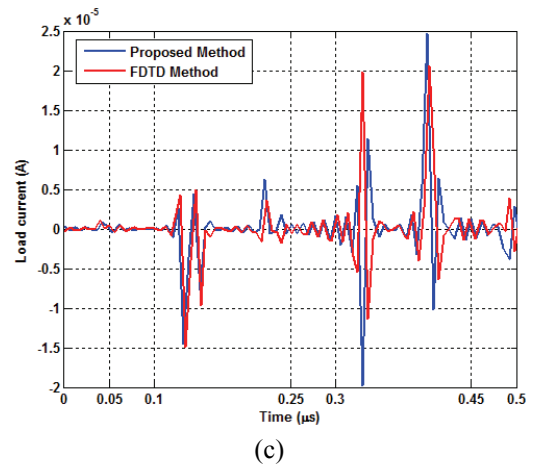 × 10⁻⁵
2.5
2
1.5
1
0.5
0
-0.5
-1
-1.5
-2
Load current (A)
Proposed Method
FDTD Method
0 0.05 0.1 0.25 0.3 0.45 0.5
Time (μs)
(c)